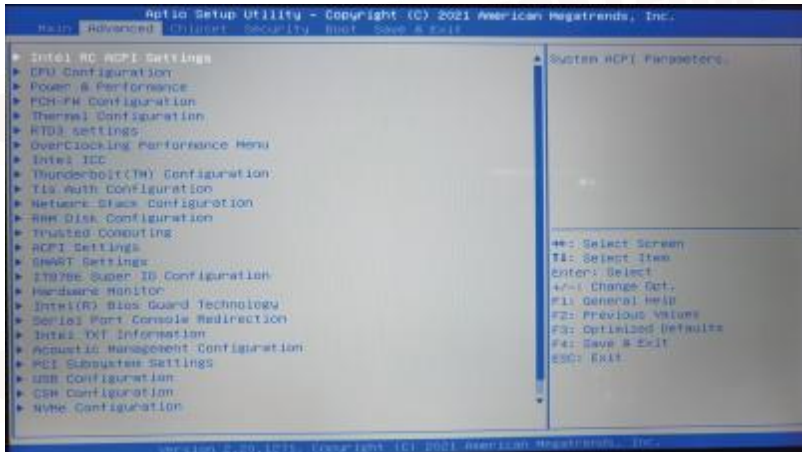 Aptio Setup Utility - Copyright (C) 2021 American Megatrends, Inc.
Main Advanced Chipset Security Boot Save & Exit
Intel RC ACPI Settings
CPU Configuration
Power & Performance
PCH-FW Configuration
Thermal Configuration
RTD3 settings
OverClocking Performance Menu
Intel ICC
Thunderbolt(TM) Configuration
Tls Auth Configuration
Network Stack Configuration
RAM Disk Configuration
Trusted Computing
ACPI Settings
SMART Settings
IT8786 Super IO Configuration
Hardware Monitor
Intel(R) Bios Guard Technology
Serial Port Console Redirection
Intel TXT Information
Acoustic Management Configuration
PCI Subsystem Settings
USB Configuration
CSM Configuration
NVMe Configuration
System ACPI Parameters.
: Select Screen
: Select Item
Enter: Select
+/-: Change Opt.
F1: General Help
F2: Previous Values
F3: Optimized Defaults
F4: Save & Exit
ESC: Exit
Version 2. Copyright (C) 2021 American Megatrends, Inc.